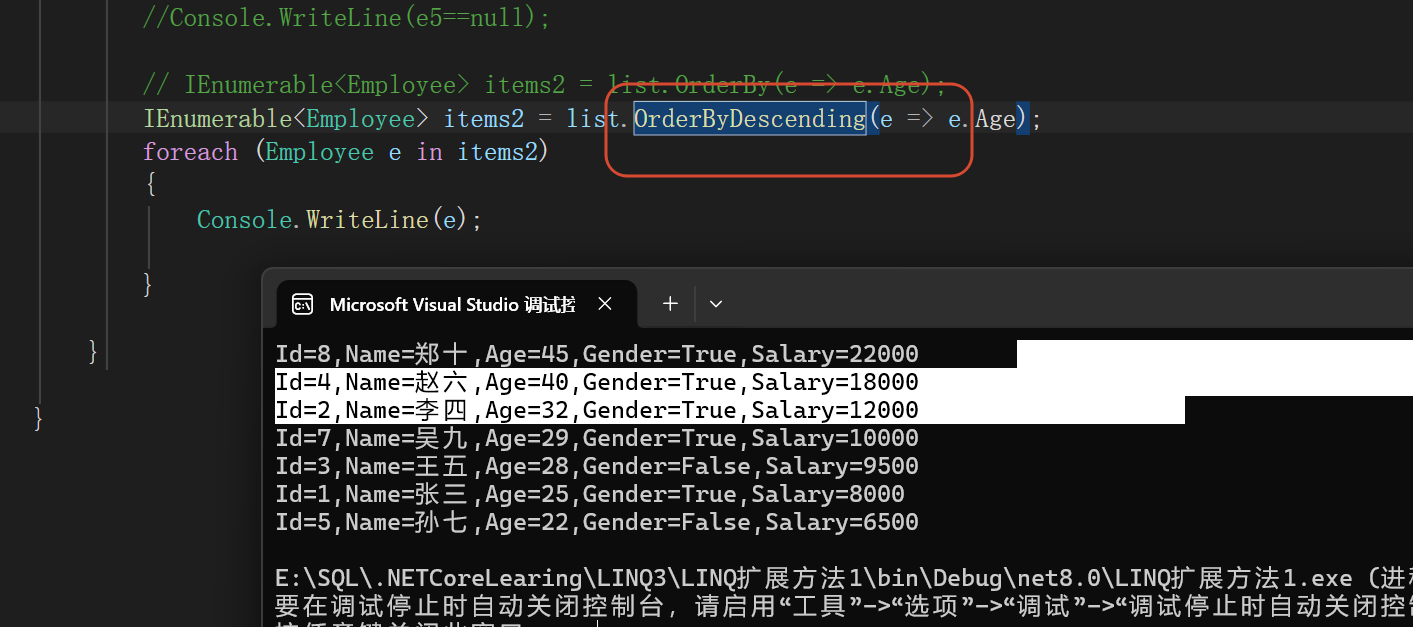 //Console.WriteLine(e5==null);
// IEnumerable<Employee> items2 = list.OrderBy(e => e.Age);
IEnumerable<Employee> items2 = list.OrderByDescending(e => e.Age);
foreach (Employee e in items2)
{
Console.WriteLine(e);
}
}
}
Microsoft Visual Studio 调试控
Id=8,Name=郑十,Age=45,Gender=True,Salary=22000
Id=4,Name=赵六,Age=40,Gender=True,Salary=18000
Id=2,Name=李四,Age=32,Gender=True,Salary=12000
Id=7,Name=吴九,Age=29,Gender=True,Salary=10000
Id=3,Name=王五,Age=28,Gender=False,Salary=9500
Id=1,Name=张三,Age=25,Gender=True,Salary=8000
Id=5,Name=孙七,Age=22,Gender=False,Salary=6500
E:\SQL\.NETCoreLearing\LINQ3\LINQ扩展方法1\bin\Debug\net8.0\LINQ扩展方法1.exe (进
要在调试停止时自动关闭控制台，请启用“工具”->“选项”->“调试”->“调试停止时自动关闭控